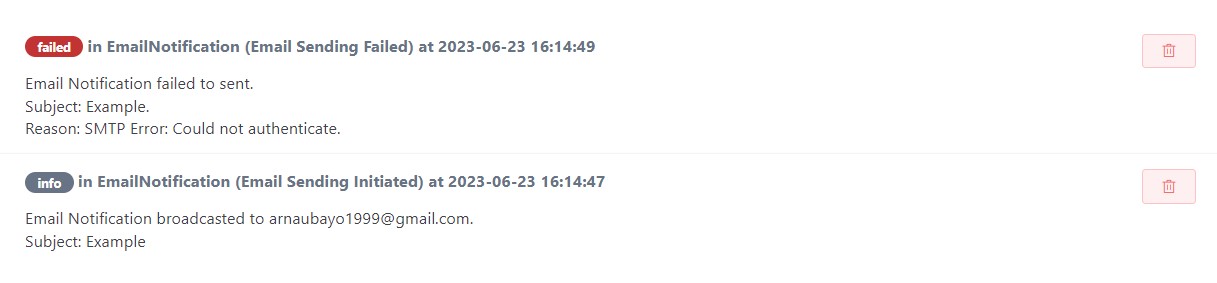 failed in EmailNotification (Email Sending Failed) at 2023-06-23 16:14:49
Email Notification failed to sent.
Subject: Example.
Reason: SMTP Error: Could not authenticate.
info in EmailNotification (Email Sending Initiated) at 2023-06-23 16:14:47
Email Notification broadcasted to arnaubayo1999@gmail.com.
Subject: Example